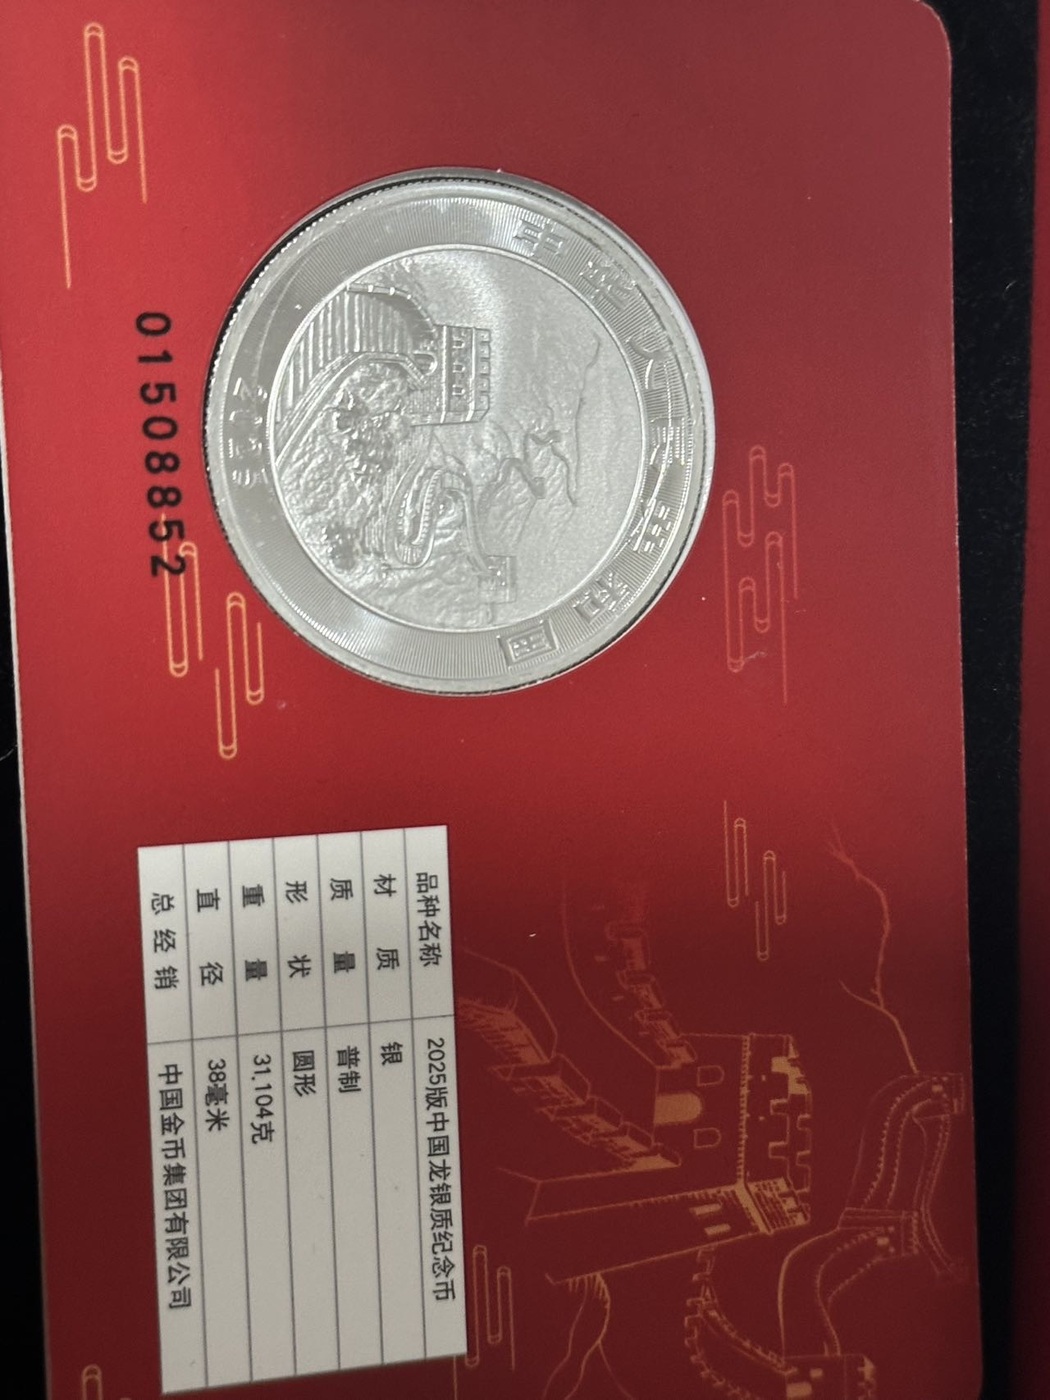 中华人民共和国
2025
01508852
品种名称 2025版中国龙银质纪念币
材质 银
质量 普制
形状 圆形
重量 31.104克
直径 38毫米
总经销 中国金币集团有限公司